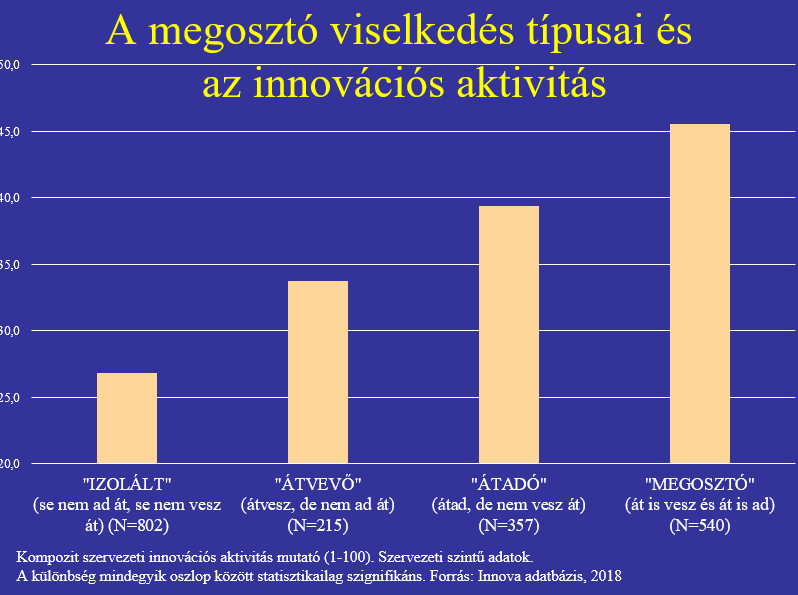 A megosztó viselkedés típusai és
az innovációs aktivitás
50,0
45,0
40,0
35,0
30,0
25,0
20,0
"IZOLÁLT"
(se nem ad át, se nem vesz
át) (N=802)
"ÁTVEVŐ"
(átvesz, de nem ad át)
(N=215)
"ÁTADÓ"
(átad, de nem vesz át)
(N=357)
"MEGOSZTÓ"
(át is vesz és át is ad)
(N=540)
Kompozit szervezeti innovációs aktivitás mutató (1-100). Szervezeti szintű adatok.
A különbség mindegyik oszlop között statisztikailag szignifikáns. Forrás: Innova adatbázis, 2018